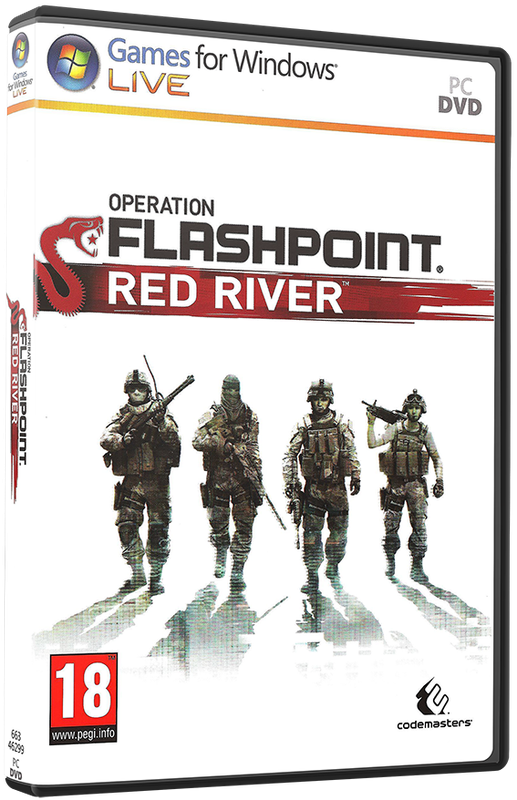 Games for Windows®
LIVE
PC
DVD
OPERATION
FLASHPOINT®
RED RIVER™
Games for Windows
LIVE
OPERATION
FLASHPOINT
RED RIVER
18
www.pegi.info
codemasters®
663
46299
PC
DVD